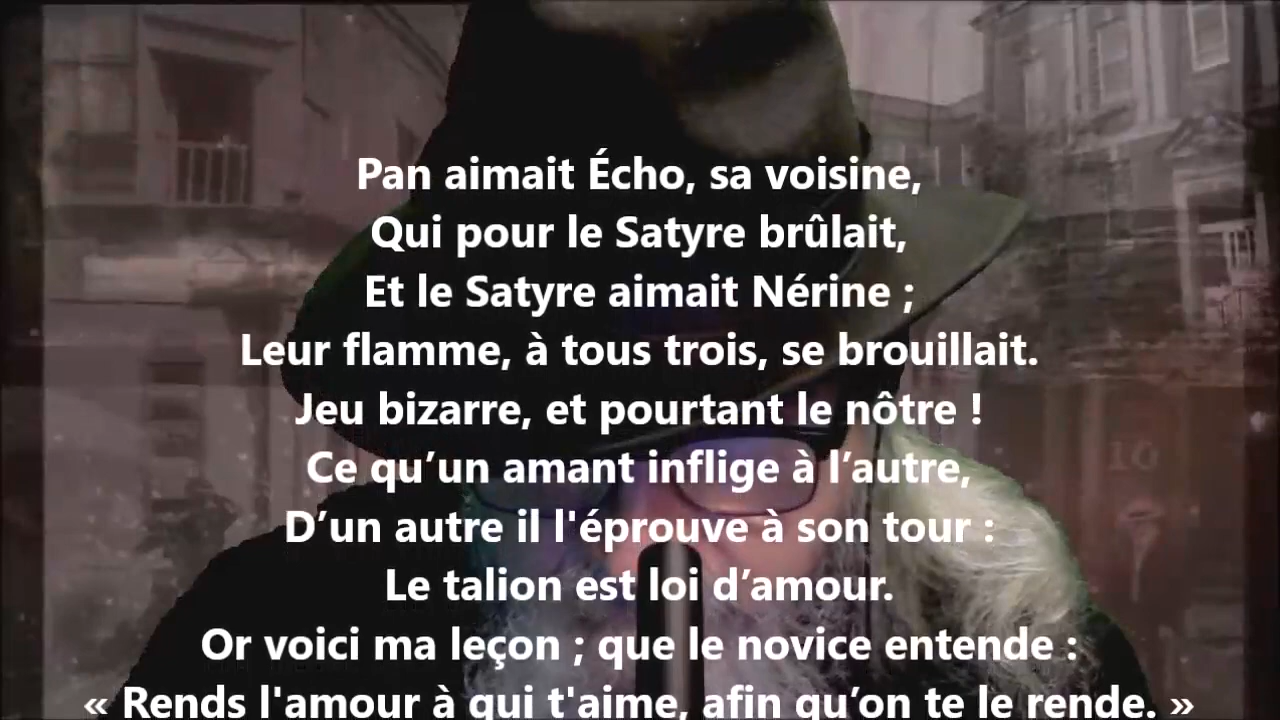 Pan aimait Écho, sa voisine,
Qui pour le Satyre brûlait,
Et le Satyre aimait Nérine ;
Leur flamme, à tous trois, se brouillait.
Jeu bizarre, et pourtant le nôtre !
Ce qu’un amant inflige à l’autre,
D’un autre il l'éprouve à son tour :
Le talion est loi d’amour.
Or voici ma leçon ; que le novice entende :
« Rends l'amour à qui t'aime, afin qu’on te le rende. »
10